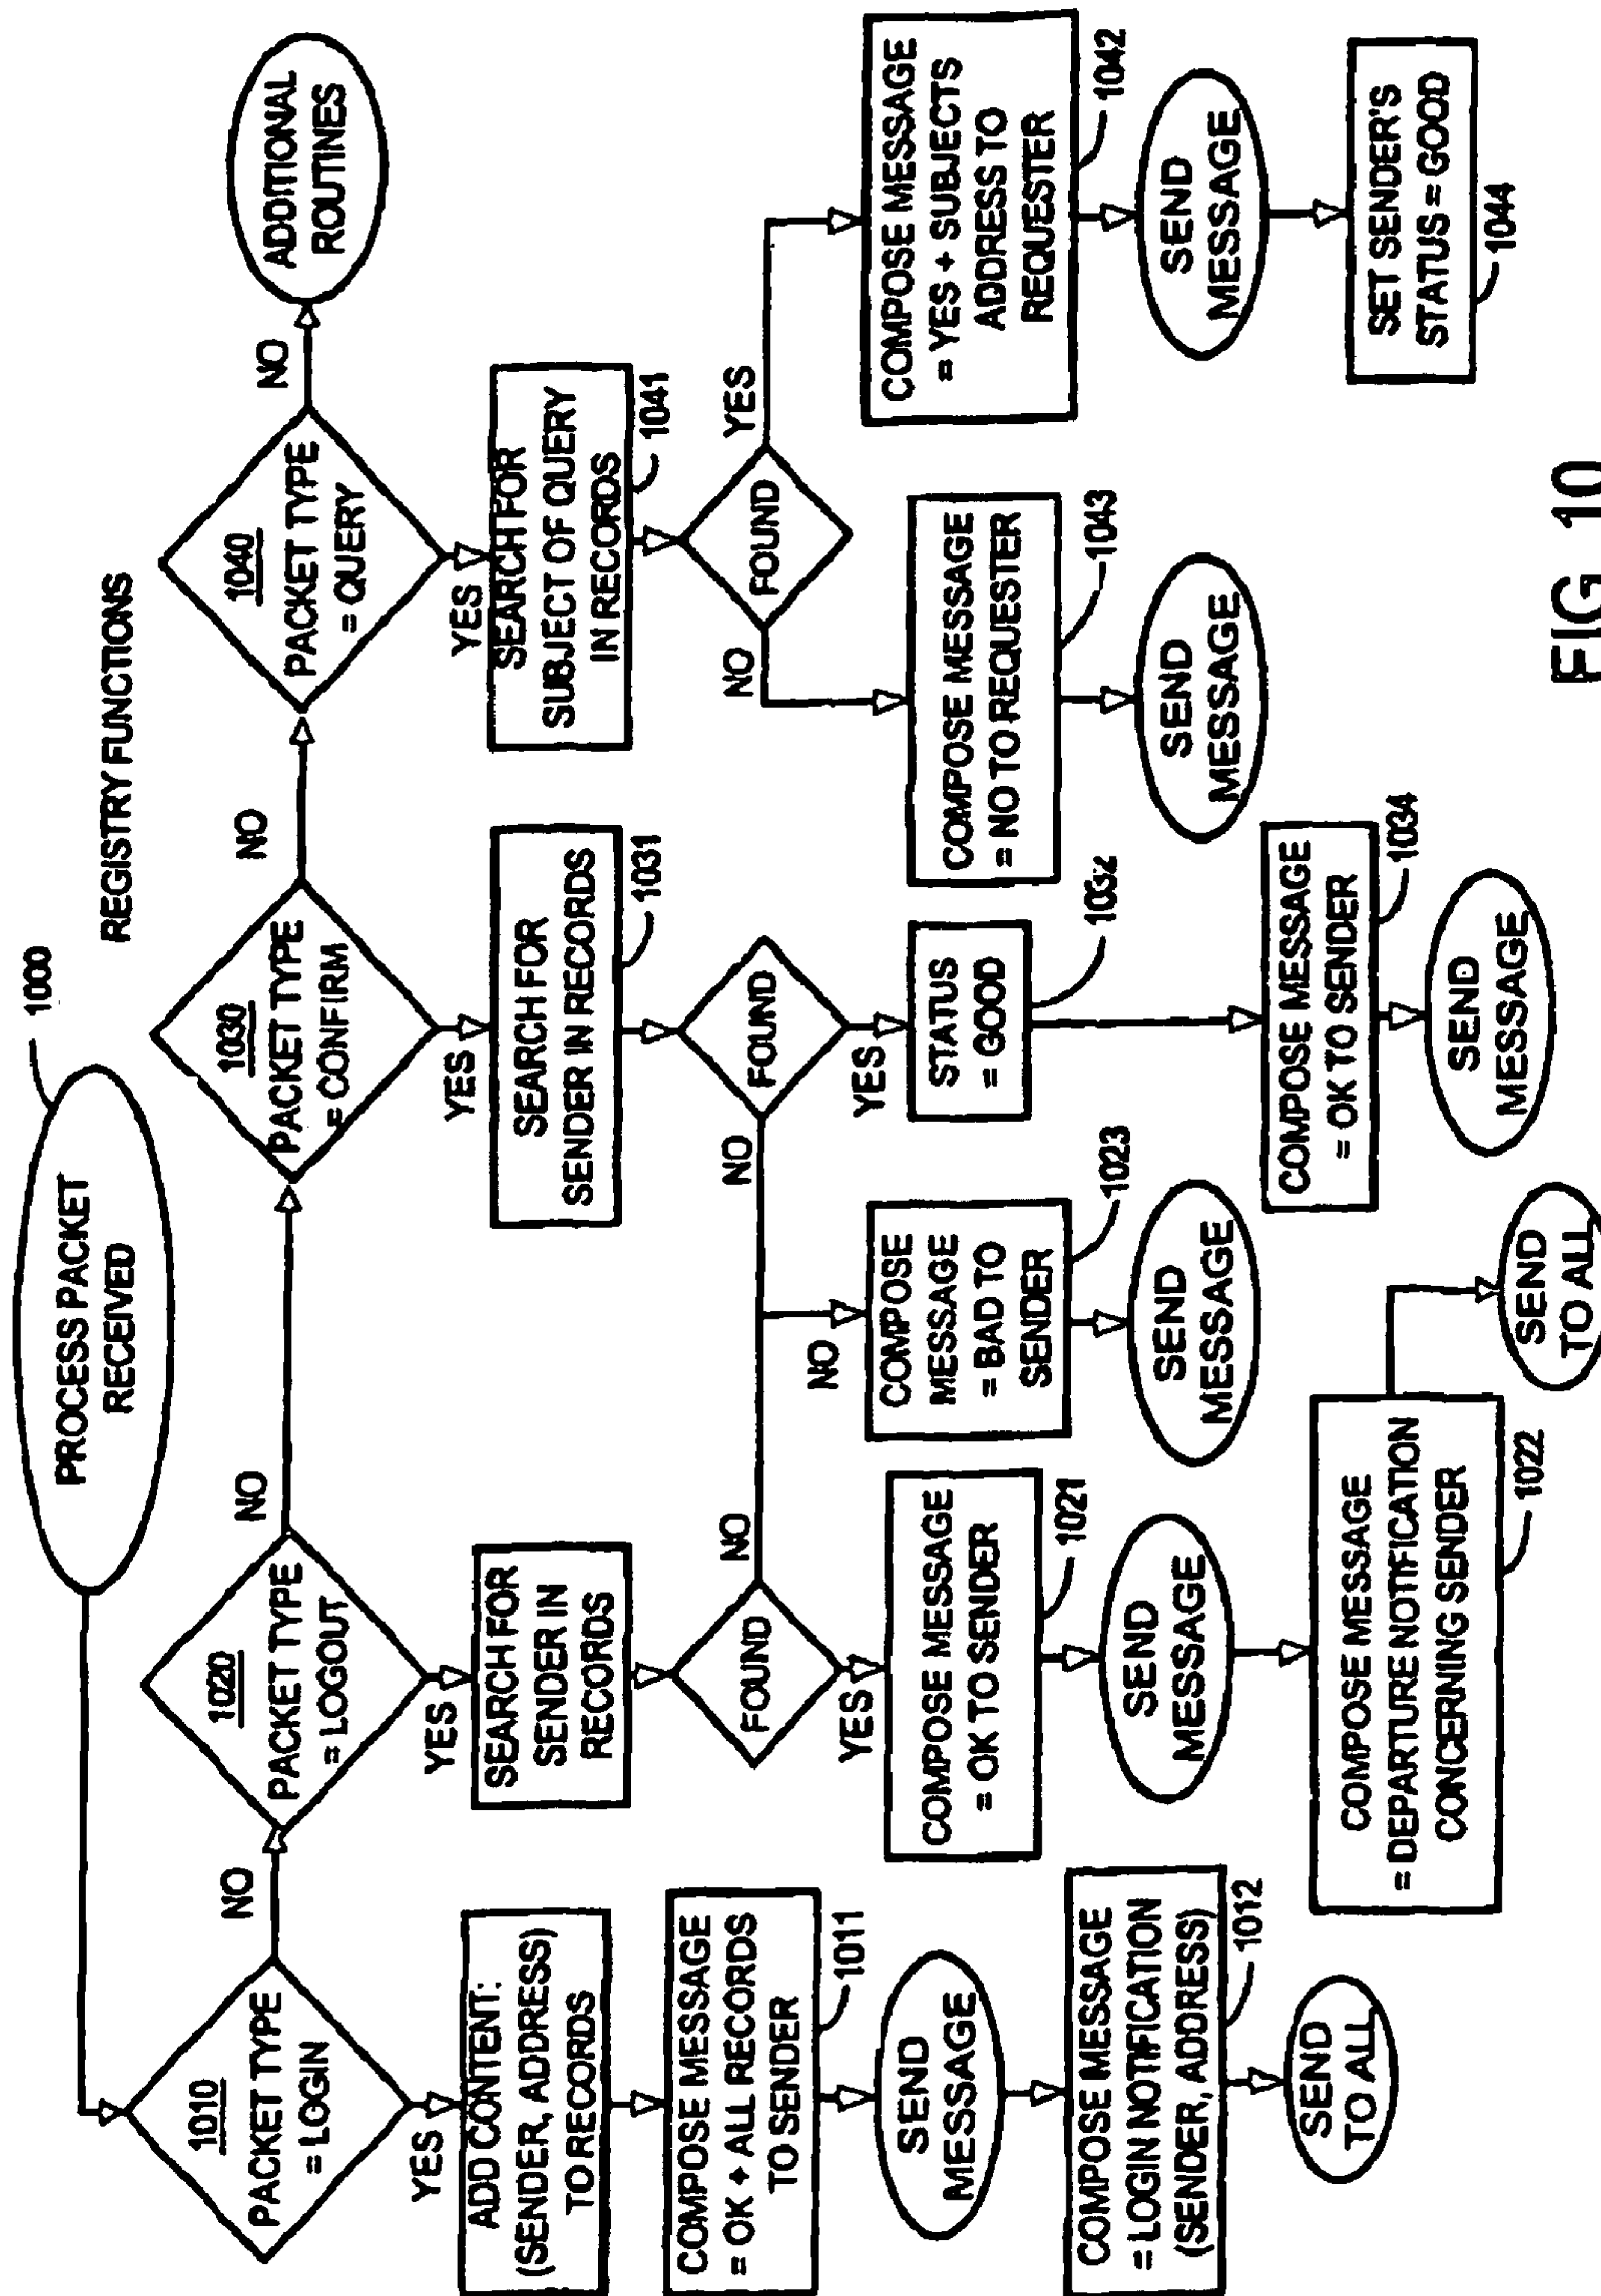 1000
PROCESS PACKET
RECEIVED
REGISTRY FUNCTIONS
1010
PACKET TYPE
= LOGIN
NO
YES
ADD CONTENT:
(SENDER, ADDRESS)
TO RECORDS
COMPOSE MESSAGE
= OK + ALL RECORDS
TO SENDER
1011
SEND
MESSAGE
COMPOSE MESSAGE
= LOGIN NOTIFICATION
(SENDER, ADDRESS)
1012
SEND
TO ALL
1020
PACKET TYPE
= LOGOUT
NO
YES
SEARCH FOR
SENDER IN
RECORDS
FOUND
NO
YES
COMPOSE MESSAGE
= OK TO SENDER
1021
SEND
MESSAGE
COMPOSE MESSAGE
= DEPARTURE NOTIFICATION
CONCERNING SENDER
1022
SEND
TO ALL
NO
COMPOSE
MESSAGE
= BAD TO
SENDER
1023
SEND
MESSAGE
1030
PACKET TYPE
= CONFIRM
NO
YES
SEARCH FOR
SENDER IN RECORDS
1031
FOUND
NO
YES
STATUS
= GOOD
1032
COMPOSE MESSAGE
= OK TO SENDER
1034
SEND
MESSAGE
1040
PACKET TYPE
= QUERY
NO
ADDITIONAL
ROUTINES
YES
SEARCH FOR
SUBJECT OF QUERY
IN RECORDS
1041
FOUND
NO
COMPOSE MESSAGE
= NO TO REQUESTER
1043
SEND
MESSAGE
YES
COMPOSE MESSAGE
= YES + SUBJECTS
ADDRESS TO
REQUESTER
1042
SEND
MESSAGE
SET SENDER'S
STATUS = GOOD
1044
FIG. 10